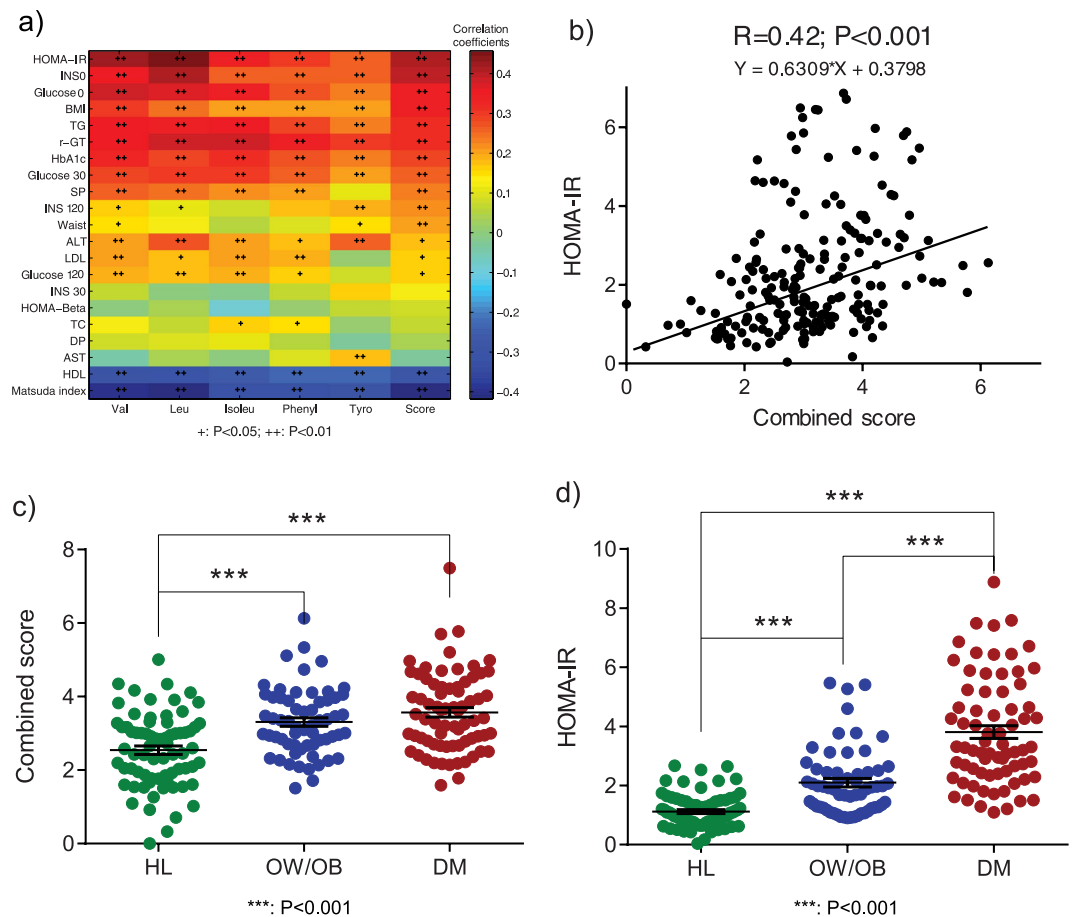 a)
Correlation
coefficients
HOMA-IR ++ ++ ++ ++ ++ ++
INS0 ++ ++ ++ ++ ++ ++
Glucose 0 ++ ++ ++ ++ ++ ++
BMI ++ ++ ++ ++ ++ ++
TG ++ ++ ++ ++ ++ ++
r-GT ++ ++ ++ ++ ++ ++
HbA1c ++ ++ ++ ++ ++ ++
Glucose 30 ++ ++ ++ ++ ++ ++
SP ++ ++ ++ ++ ++
INS 120 + + ++ ++
Waist + + ++
ALT ++ ++ ++ + ++ +
LDL ++ + ++ ++ +
Glucose 120 ++ ++ ++ + +
INS 30
HOMA-Beta
TC + +
DP
AST ++
HDL ++ ++ ++ ++ ++ ++
Matsuda index ++ ++ ++ ++ ++ ++
Val Leu Isoleu Phenyl Tyro Score
0.4
0.3
0.2
0.1
0
-0.1
-0.2
-0.3
-0.4
+: P<0.05; ++: P<0.01
b)
R=0.42; P<0.001
Y = 0.6309*X + 0.3798
HOMA-IR
6
4
2
0
0 2 4 6
Combined score
c)
***
***
Combined score
8
6
4
2
0
HL OW/OB DM
***: P<0.001
d)
***
***
***
HOMA-IR
10
8
6
4
2
0
HL OW/OB DM
***: P<0.001